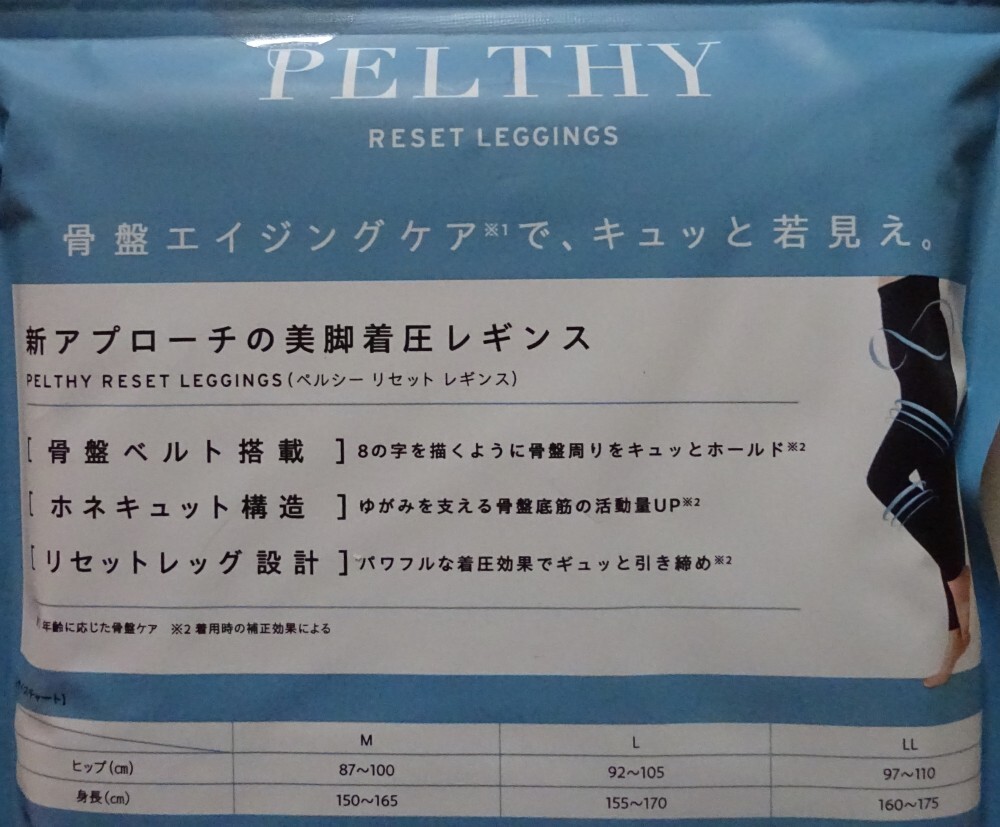 PELTHY
RESET LEGGINGS
骨盤エイジングケア※1で、キュッと若見え。
新アプローチの美脚着圧レギンス
PELTHY RESET LEGGINGS（ペルシー リセット レギンス）
[ 骨盤ベルト搭載 ] 8の字を描くように骨盤周りをキュッとホールド※2
[ ホネキュット構造 ] ゆがみを支える骨盤底筋の活動量UP※2
[ リセットレッグ設計 ] パワフルな着圧効果でギュッと引き締め※2
年齢に応じた骨盤ケア ※2 着用時の補正効果による
チャート】
M L LL
ヒップ(㎝) 87〜100 92〜105 97〜110
身長(㎝) 150〜165 155〜170 160〜175